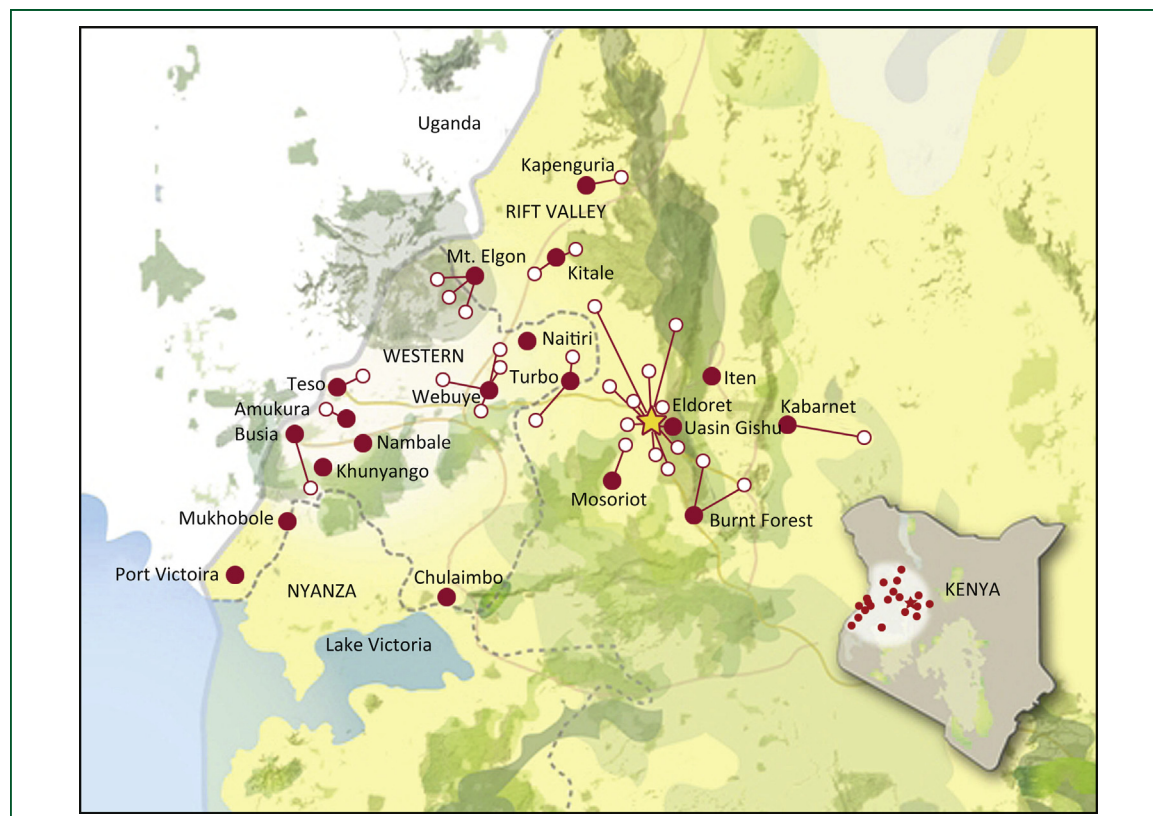 Uganda
Kapenguria
RIFT VALLEY
Mt. Elgon
Kitale
Naitiri
WESTERN
Turbo
Iten
Teso
Webuye
Amukura
Eldoret
Kabarnet
Busia
Uasin Gishu
Nambale
Khunyango
Mosoriot
Mukhobole
Burnt Forest
Port Victoira
Chulaimbo
NYANZA
KENYA
Lake Victoria